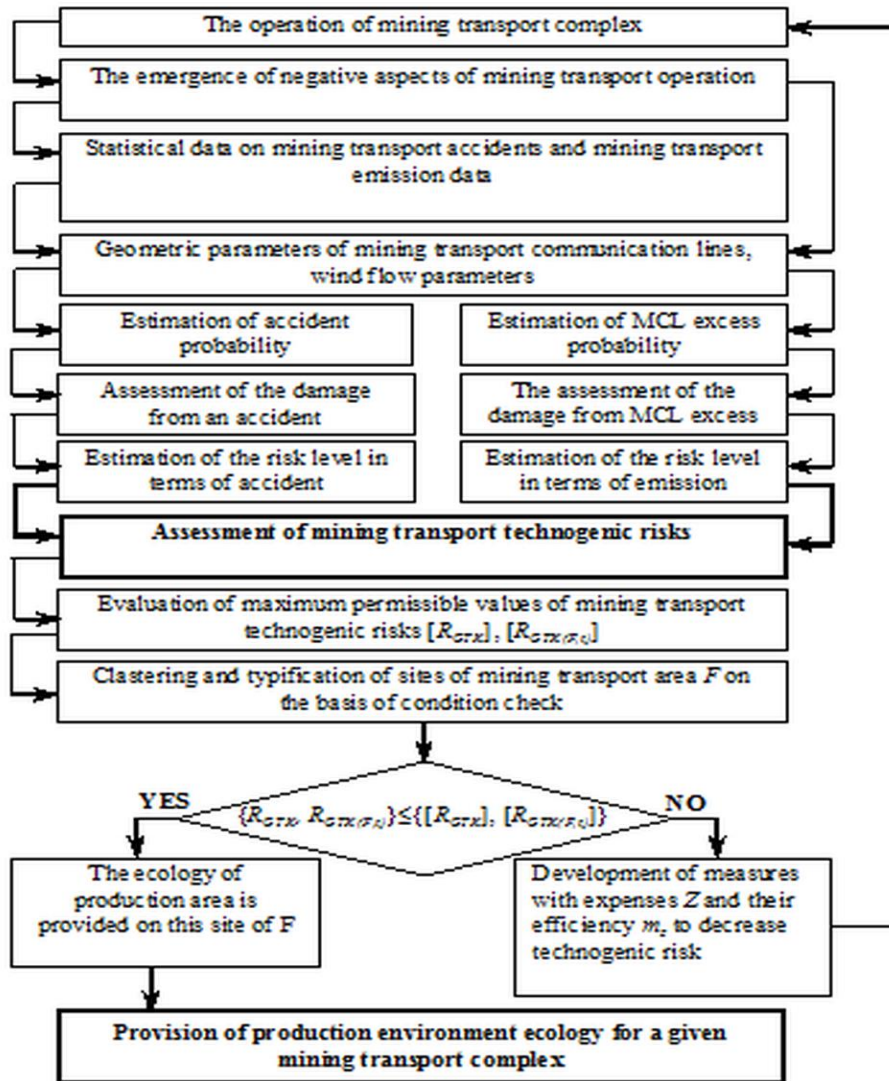 The operation of mining transport complex
The emergence of negative aspects of mining transport operation
Statistical data on mining transport accidents and mining transport
emission data
Geometric parameters of mining transport communication lines,
wind flow parameters
Estimation of accident
probability
Estimation of MCL excess
probability
Assessment of the damage
from an accident
The assessment of the
damage from MCL excess
Estimation of the risk level in
terms of accident
Estimation of the risk level
in terms of emission
Assessment of mining transport technogenic risks
Evaluation of maximum permissible values of mining transport
technogenic risks [R], [R]
Clastering and typification of sites of mining transport area F on
the basis of condition check
YES
{R, R}≤{[R], [R]}
NO
The ecology of
production area is
provided on this site of F
Development of measures
with expenses Z and their
efficiency m to decrease
technogenic risk
Provision of production environment ecology for a given
mining transport complex